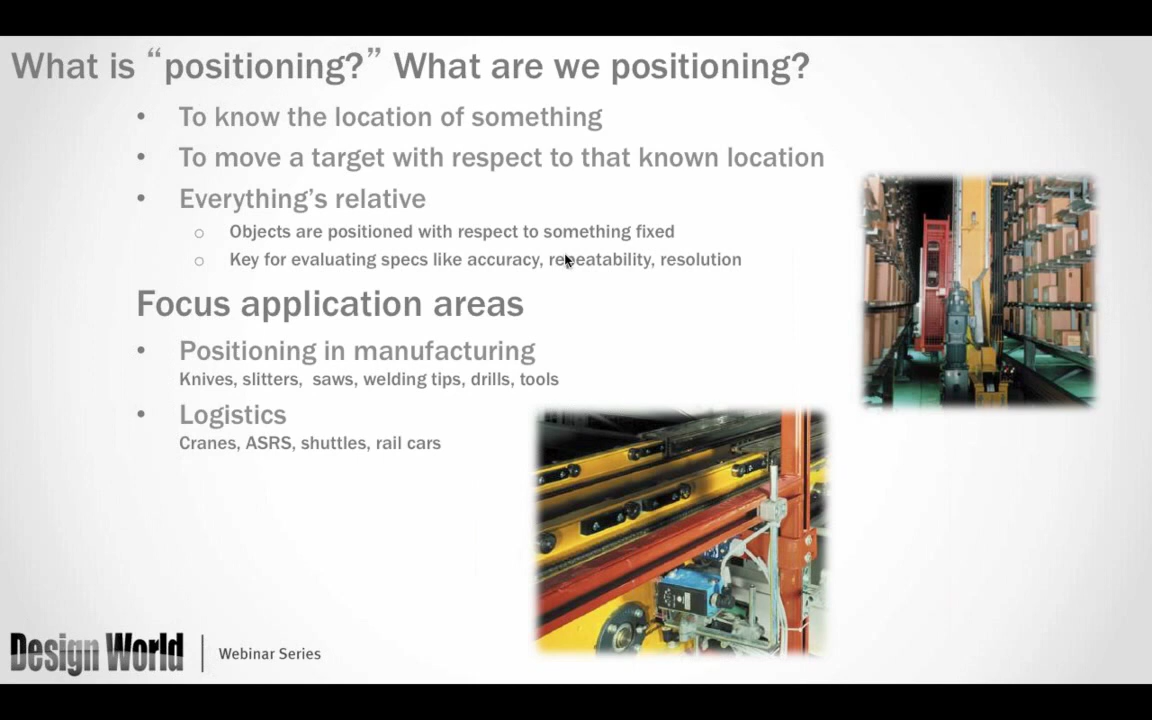 What is “positioning?” What are we positioning?
• To know the location of something
• To move a target with respect to that known location
• Everything’s relative
○ Objects are positioned with respect to something fixed
○ Key for evaluating specs like accuracy, repeatability, resolution
Focus application areas
• Positioning in manufacturing
Knives, slitters, saws, welding tips, drills, tools
• Logistics
Cranes, ASRS, shuttles, rail cars
Design World | Webinar Series